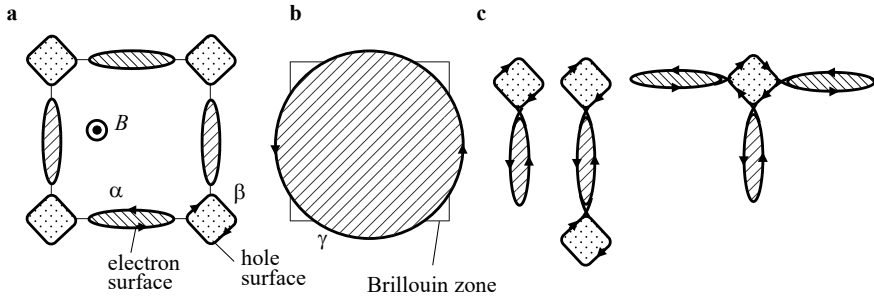 a
b
c
B
α
β
electron
surface
hole
surface
γ
Brillouin zone